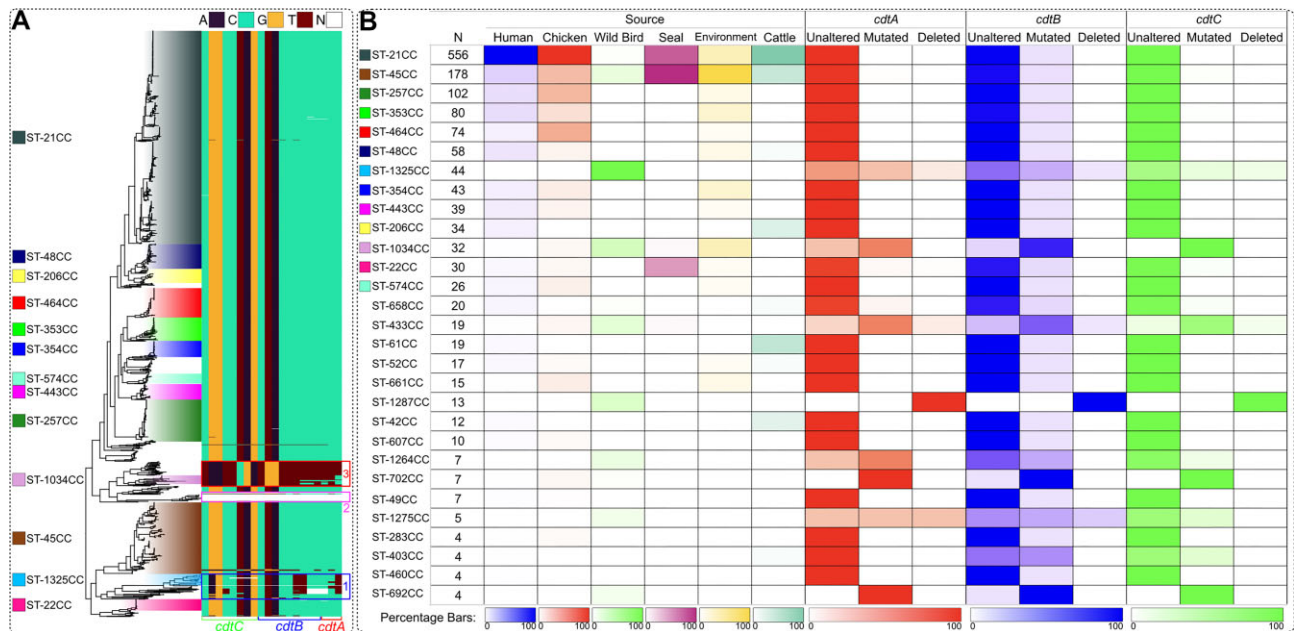 A
A C G T N
ST-21CC
ST-48CC
ST-206CC
ST-464CC
ST-353CC
ST-354CC
ST-574CC
ST-443CC
ST-257CC
ST-1034CC
ST-45CC
ST-1325CC
ST-22CC
3
2
1
cdtC cdtB cdtA
B
Source cdtA cdtB cdtC
N Human Chicken Wild Bird Seal Environment Cattle Unaltered Mutated Deleted Unaltered Mutated Deleted Unaltered Mutated Deleted
ST-21CC 556
ST-45CC 178
ST-257CC 102
ST-353CC 80
ST-464CC 74
ST-48CC 58
ST-1325CC 44
ST-354CC 43
ST-443CC 39
ST-206CC 34
ST-1034CC 32
ST-22CC 30
ST-574CC 26
ST-658CC 20
ST-433CC 19
ST-61CC 19
ST-52CC 17
ST-661CC 15
ST-1287CC 13
ST-42CC 12
ST-607CC 10
ST-1264CC 7
ST-702CC 7
ST-49CC 7
ST-1275CC 5
ST-283CC 4
ST-403CC 4
ST-460CC 4
ST-692CC 4
Percentage Bars: 0 100 0 100 0 100 0 100 0 100 0 100 0 100 0 100 0 100